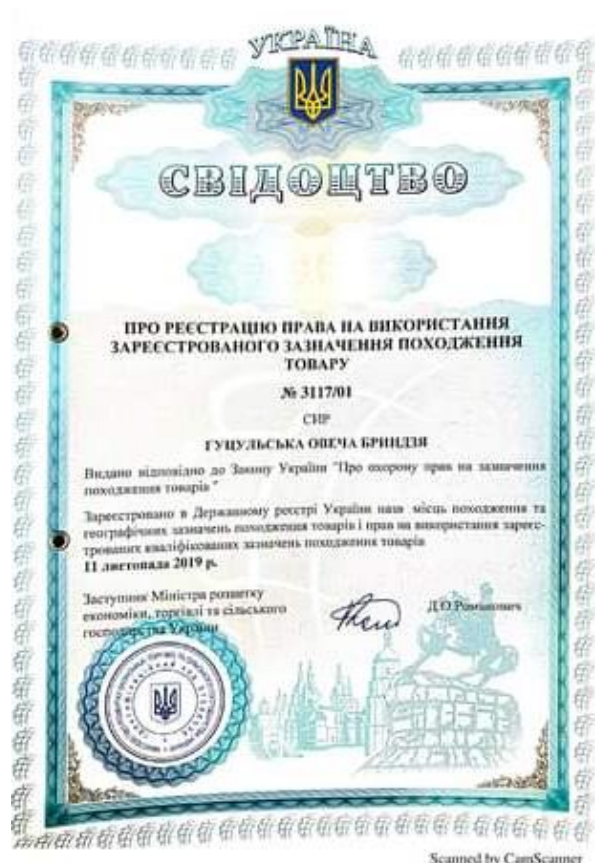 УКРАЇНА
СВІДОЦТВО
ПРО РЕЄСТРАЦІЮ ПРАВА НА ВИКОРИСТАННЯ
ЗАРЕЄСТРОВАНОГО ЗАЗНАЧЕННЯ ПОХОДЖЕННЯ
ТОВАРУ
№ 3117/01
СИР
ГУЦУЛЬСЬКА ОВЕЧА БРИНДЗЯ
Видано відповідно до Закону України "Про охорону прав на зазначення
походження товарів"
Зареєстровано в Державному реєстрі України назв місць походження та
географічних зазначень походження товарів і прав на використання зареєс-
трованих кваліфікованих зазначень походження товарів
11 листопада 2019 р.
Заступник Міністра розвитку
економіки, торгівлі та сільського
господарства України
Д.О.Романович
Scanned by CamScanner